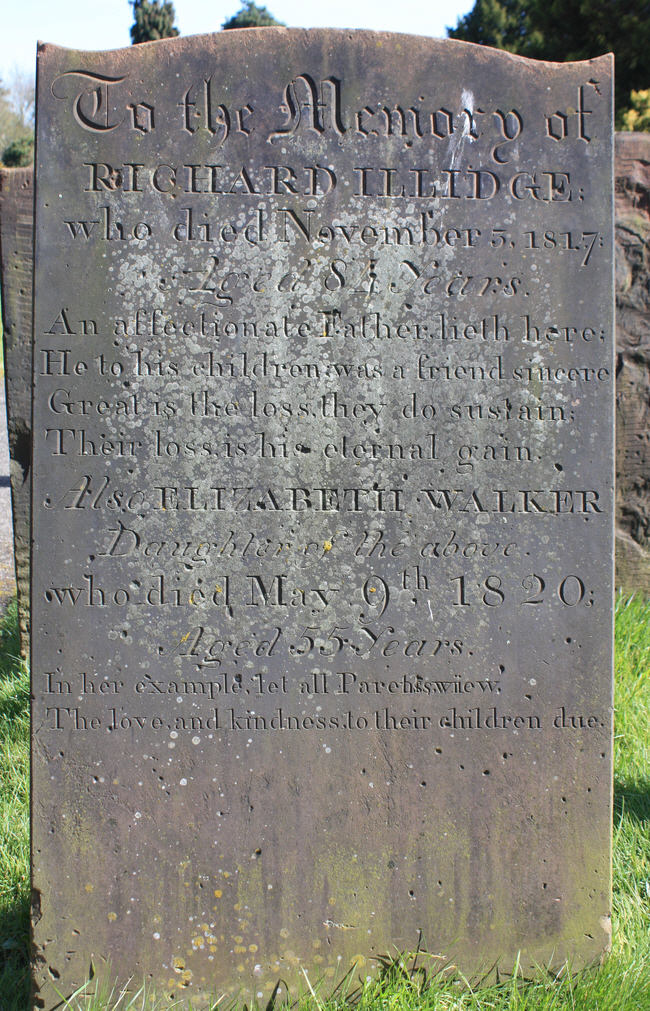 To the Memory of
RICHARD ILLIDGE;
who died November 3, 1817;
Aged 84 Years.
An affectionate Father, lieth here;
He to his children, was a friend sincere
Great is the loss, they do sustain;
Their loss, is his eternal gain.
Also ELIZABETH WALKER
Daughter of the above.
who died May 9th, 1820;
Aged 55 Years.
In her example, let all Parents
The love, and kindness, to their children due.